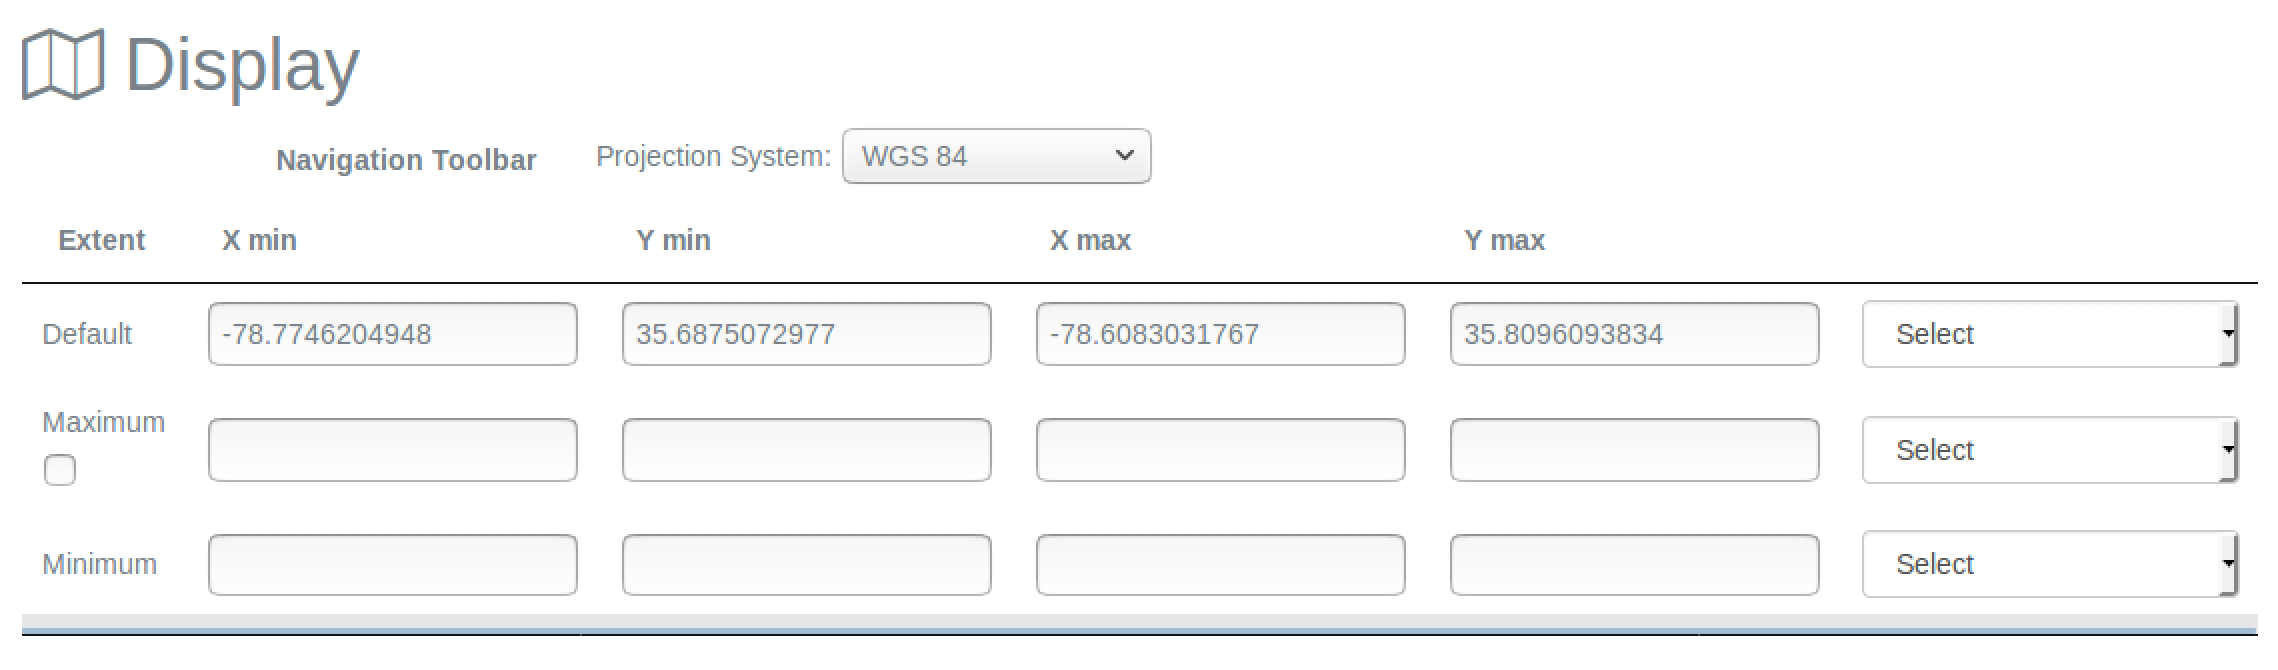 Display
Navigation Toolbar Projection System: WGS 84
Extent X min Y min X max Y max
Default -78.7746204948 35.6875072977 -78.6083031767 35.8096093834 Select
Maximum Select
Minimum Select